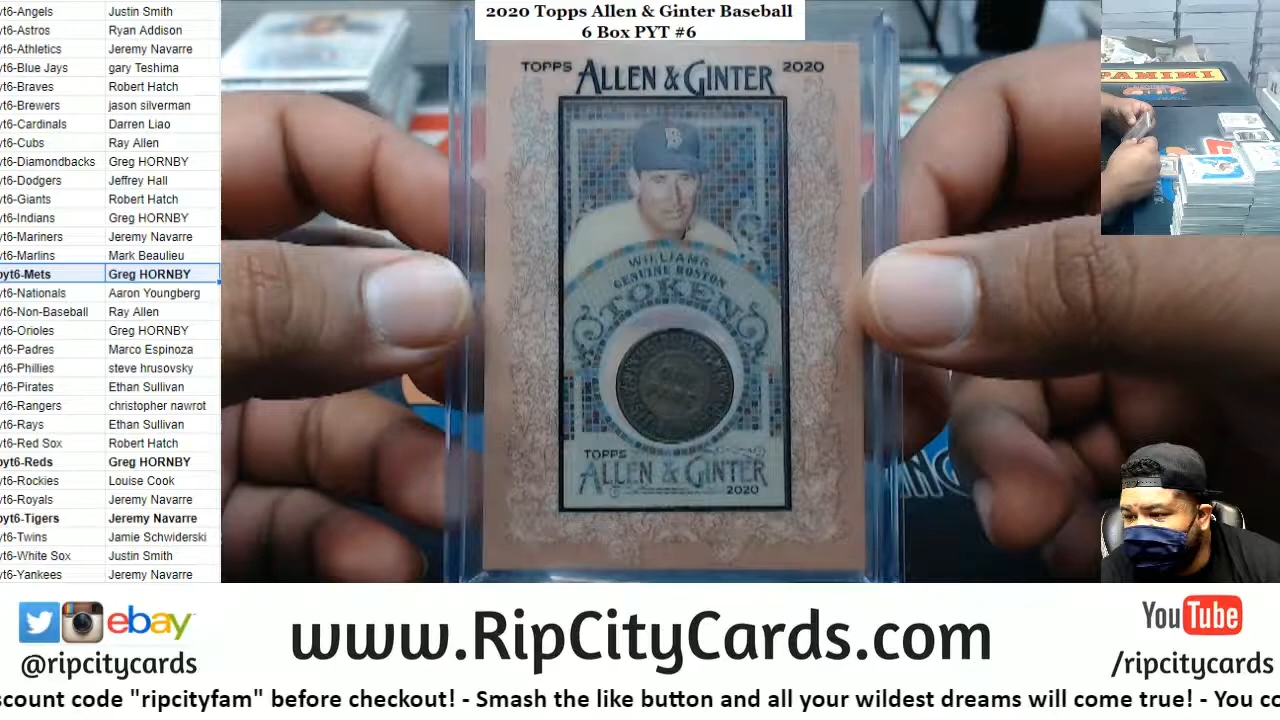 yt6-Angels Justin Smith
yt6-Astros Ryan Addison
yt6-Athletics Jeremy Navarre
yt6-Blue Jays gary Teshima
yt6-Braves Robert Hatch
yt6-Brewers jason silverman
yt6-Cardinals Darren Liao
yt6-Cubs Ray Allen
yt6-Diamondbacks Greg HORNBY
yt6-Dodgers Jeffrey Hall
yt6-Giants Robert Hatch
yt6-Indians Greg HORNBY
yt6-Mariners Jeremy Navarre
yt6-Marlins Mark Beaulieu
pyt6-Mets Greg HORNBY
yt6-Nationals Aaron Youngberg
yt6-Non-Baseball Ray Allen
yt6-Orioles Greg HORNBY
yt6-Padres Marco Espinoza
yt6-Phillies steve hrusovsky
yt6-Pirates Ethan Sullivan
yt6-Rangers christopher nawrot
yt6-Rays Ethan Sullivan
yt6-Red Sox Robert Hatch
pyt6-Reds Greg HORNBY
yt6-Rockies Louise Cook
yt6-Royals Jeremy Navarre
pyt6-Tigers Jeremy Navarre
yt6-Twins Jamie Schwiderski
yt6-White Sox Justin Smith
yt6-Yankees Jeremy Navarre
2020 Topps Allen & Ginter Baseball
6 Box PYT #6
TOPPS ALLEN & GINTER 2020
B
WILLIAMS
GENUINE BOSTON
TOKEN
TOPPS
ALLEN & GINTER
2020
PANINI
ebay
@ripcitycards
www.RipCityCards.com
YouTube
/ripcitycards
scount code "ripcityfam" before checkout! - Smash the like button and all your wildest dreams will come true! - You co